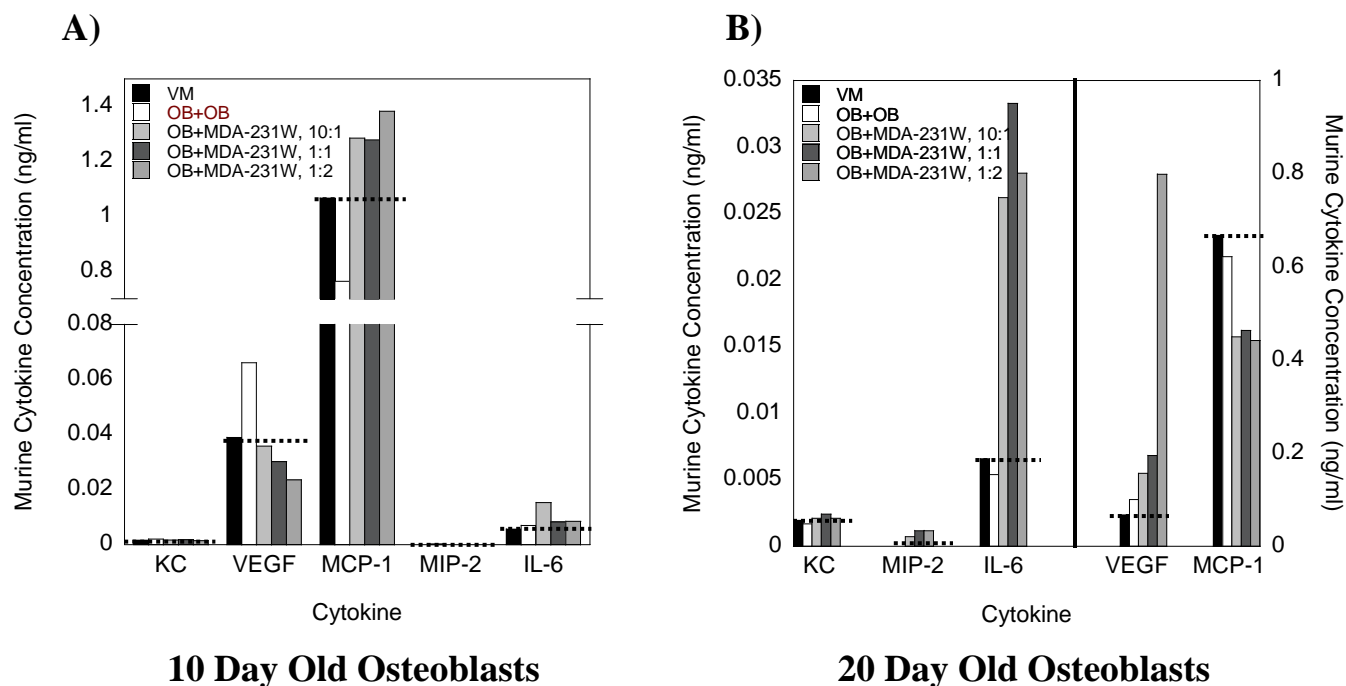 A)
Murine Cytokine Concentration (ng/ml)
1.4
1.2
1
0.8
0.08
0.06
0.04
0.02
0
VM
OB+OB
OB+MDA-231W, 10:1
OB+MDA-231W, 1:1
OB+MDA-231W, 1:2
KC VEGF MCP-1 MIP-2 IL-6
Cytokine
10 Day Old Osteoblasts
B)
Murine Cytokine Concentration (ng/ml)
0.035
0.03
0.025
0.02
0.015
0.01
0.005
0
VM
OB+OB
OB+MDA-231W, 10:1
OB+MDA-231W, 1:1
OB+MDA-231W, 1:2
1
0.8
0.6
0.4
0.2
0
Murine Cytokine Concentration (ng/ml)
KC MIP-2 IL-6 VEGF MCP-1
Cytokine
20 Day Old Osteoblasts